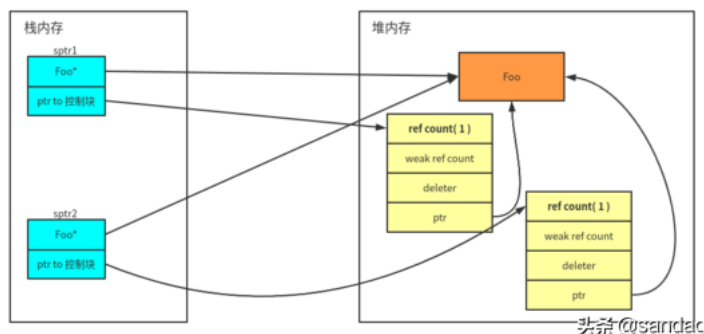 栈内存
sptr1
Foo*
ptr to 控制块
sptr2
Foo*
ptr to 控制块
堆内存
Foo
ref count( 1 )
weak ref count
deleter
ptr
ref count( 1 )
weak ref count
deleter
ptr
头条 @sandag